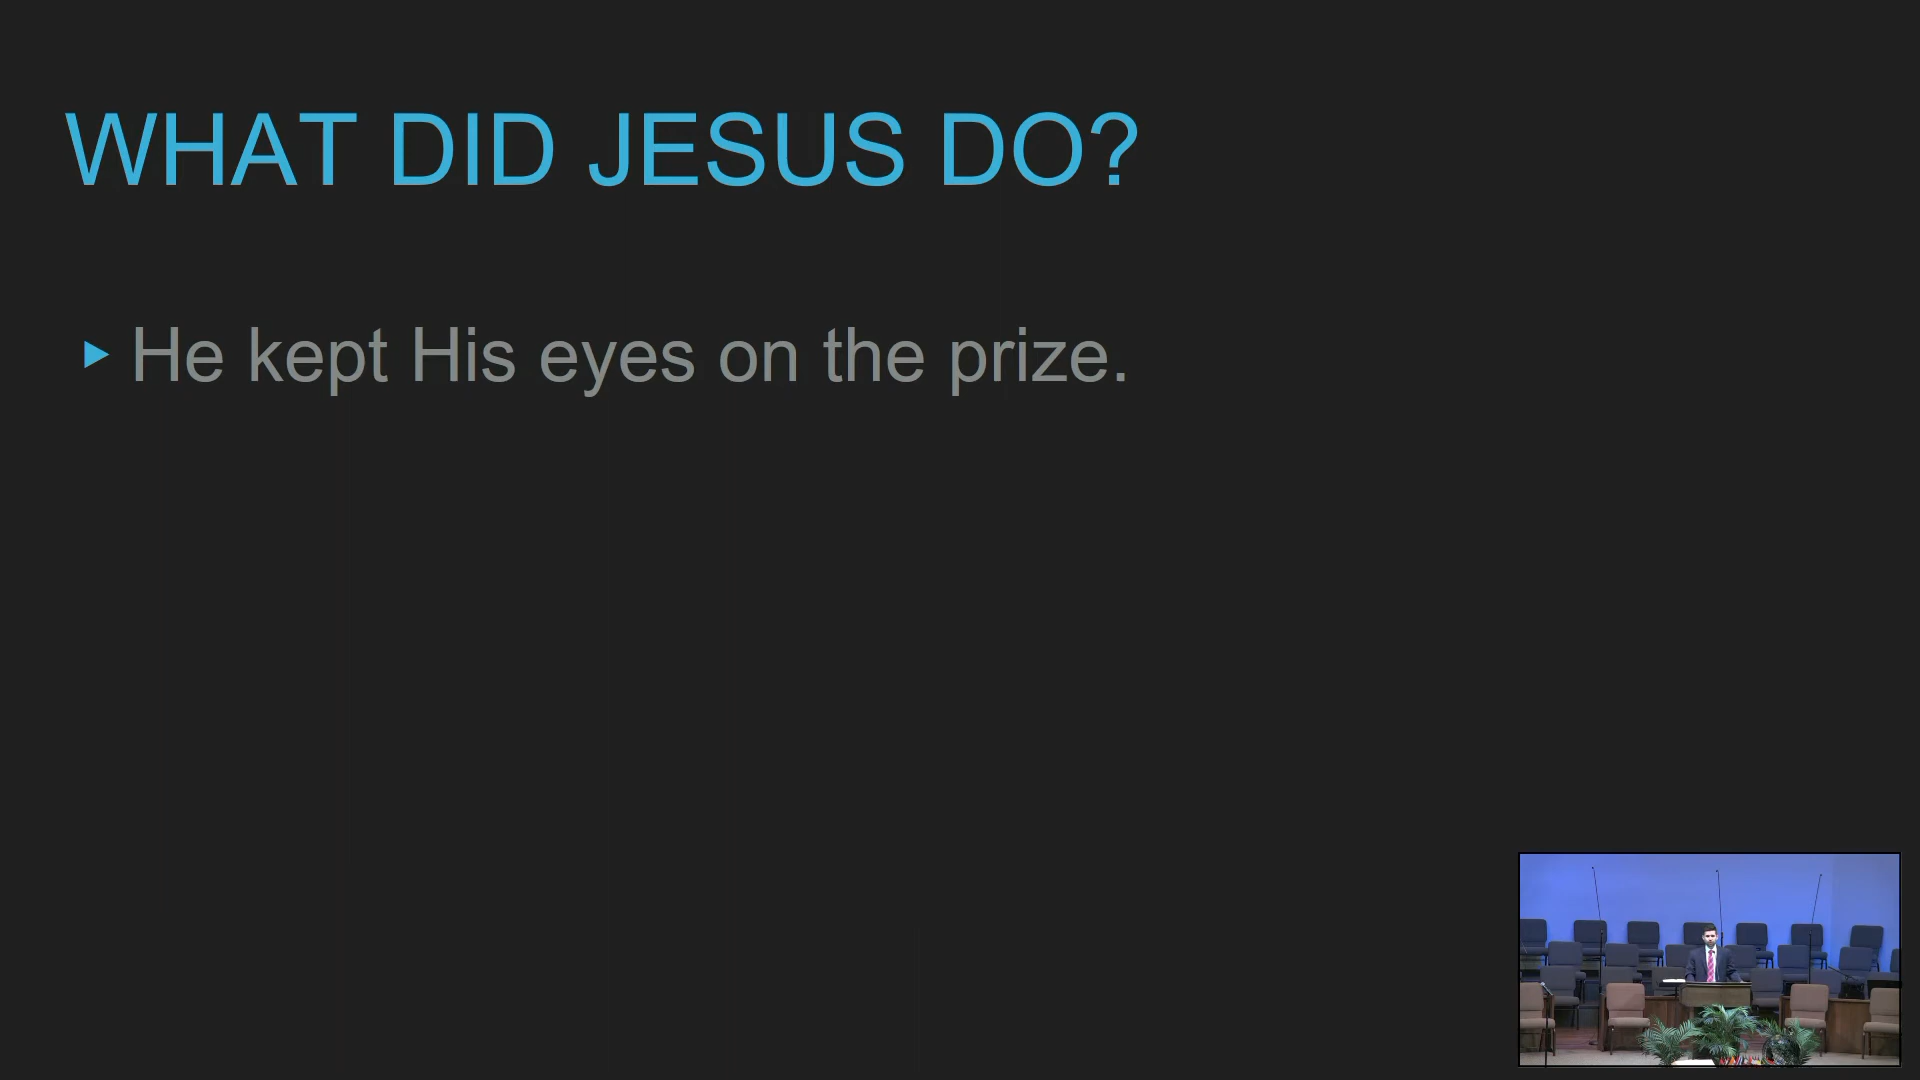 WHAT DID JESUS DO?
He kept His eyes on the prize.